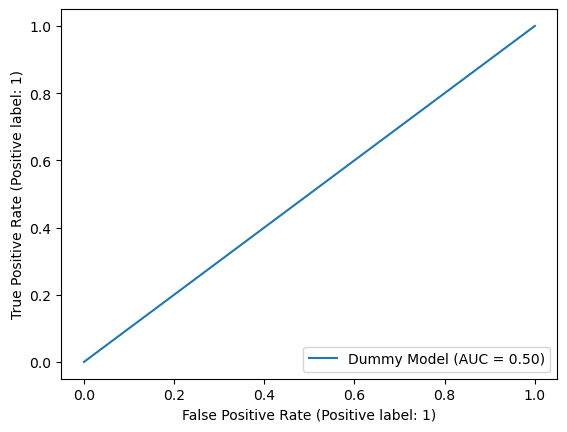 True Positive Rate (Positive label: 1)
1.0
0.8
0.6
0.4
0.2
0.0
Dummy Model (AUC = 0.50)
0.0 0.2 0.4 0.6 0.8 1.0
False Positive Rate (Positive label: 1)